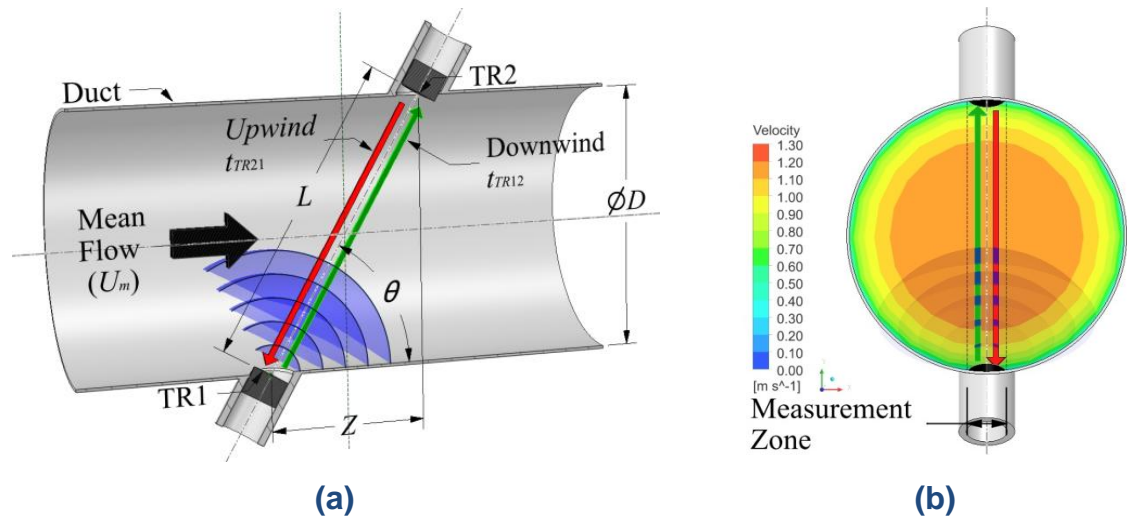 Duct
TR2
Upwind
tTR21
Downwind
tTR12
L
ϕD
Mean
Flow
(Um)
θ
TR1
Z
(a)
Velocity
1.30
1.20
1.10
1.00
0.90
0.80
0.70
0.60
0.50
0.40
0.30
0.20
0.10
0.00
[m s^-1]
Measurement
Zone
(b)